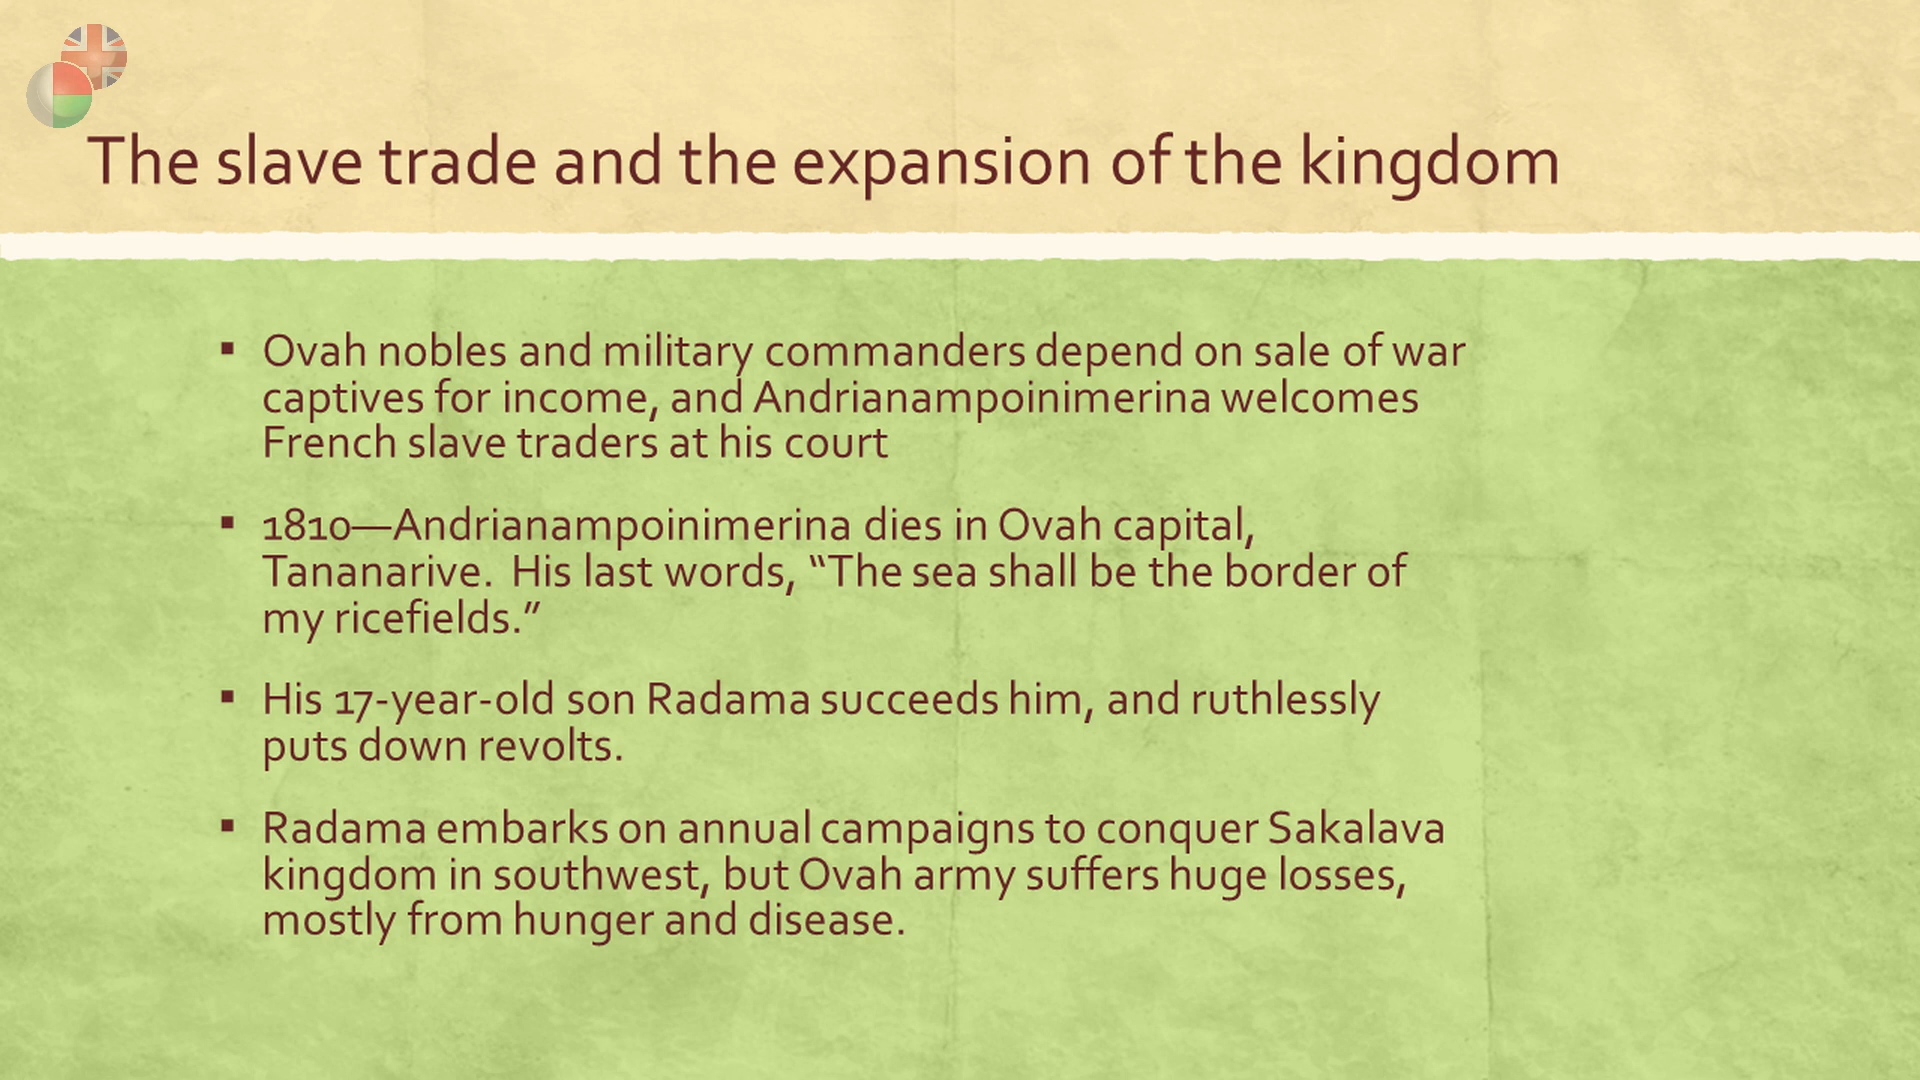 The slave trade and the expansion of the kingdom
▪ Ovah nobles and military commanders depend on sale of war
captives for income, and Andrianampoinimerina welcomes
French slave traders at his court
▪ 1810—Andrianampoinimerina dies in Ovah capital,
Tananarive.  His last words, “The sea shall be the border of
my ricefields.”
▪ His 17-year-old son Radama succeeds him, and ruthlessly
puts down revolts.
▪ Radama embarks on annual campaigns to conquer Sakalava
kingdom in southwest, but Ovah army suffers huge losses,
mostly from hunger and disease.